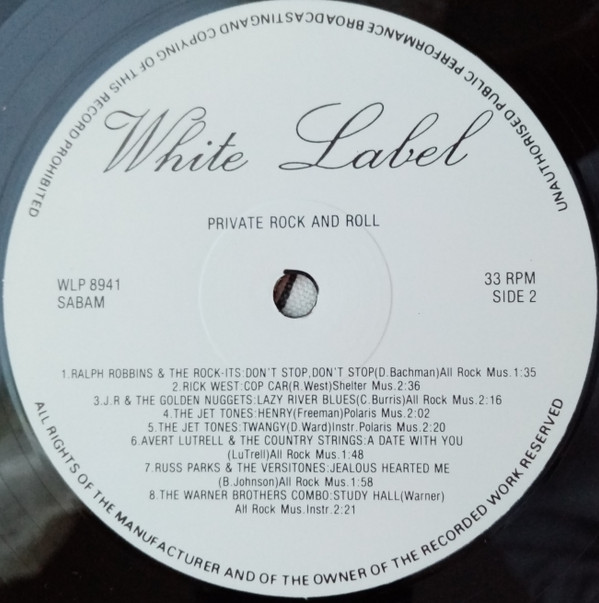 UNAUTHORISED PUBLIC PERFORMANCE BROADCASTING AND COPYING OF THIS RECORD PROHIBITED
White Label
PRIVATE ROCK AND ROLL
WLP 8941
SABAM
33 RPM
SIDE 2
1.RALPH ROBBINS & THE ROCK-ITS:DON'T STOP,DON'T STOP(D.Bachman)All Rock Mus.1:35
2.RICK WEST:COP CAR(R.West)Shelter Mus.2:36
3.J.R & THE GOLDEN NUGGETS:LAZY RIVER BLUES(C.Burris)All Rock Mus.2:16
4.THE JET TONES:HENRY(Freeman)Polaris Mus.2:02
5.THE JET TONES:TWANGY(D.Ward)Instr.Polaris Mus.2:20
6.AVERT LUTRELL & THE COUNTRY STRINGS:A DATE WITH YOU
(LuTrell)All Rock Mus.1:48
7.RUSS PARKS & THE VERSITONES:JEALOUS HEARTED ME
(B.Johnson)All Rock Mus.1:58
8.THE WARNER BROTHERS COMBO:STUDY HALL(Warner)
All Rock Mus.Instr.2:21
ALL RIGHTS OF THE MANUFACTURER AND OF THE OWNER OF THE RECORDED WORK RESERVED